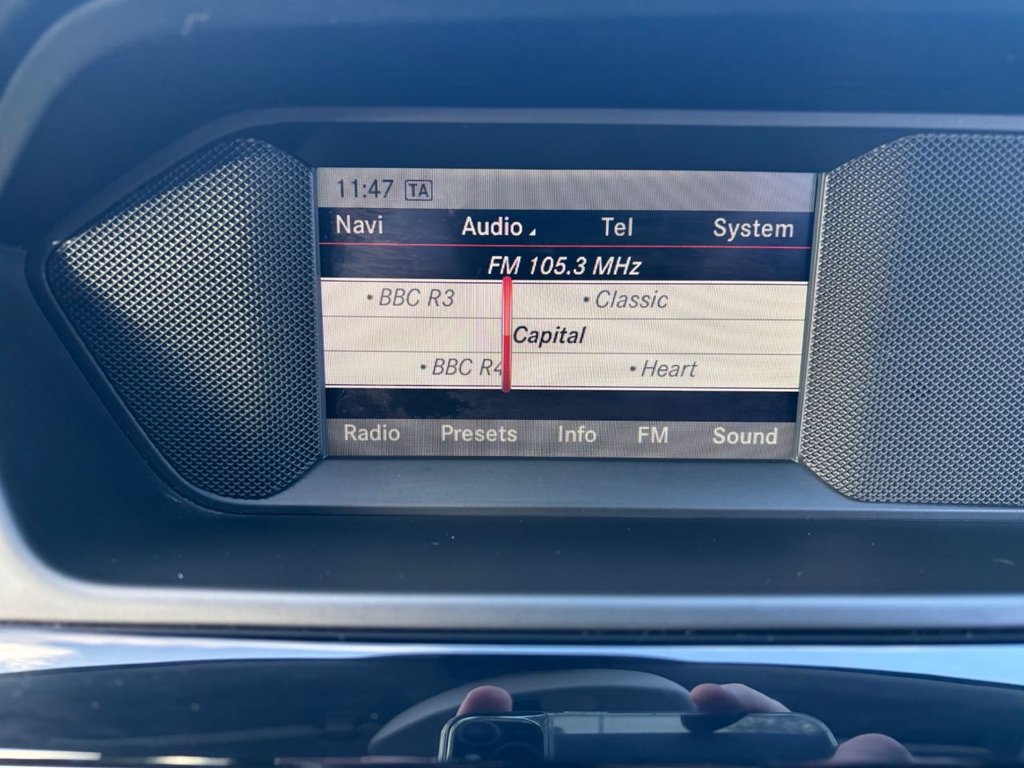 11:47 TA
Navi Audio Tel System
FM 105.3 MHz
• BBC R3 • Classic
Capital
• BBC R4 • Heart
Radio Presets Info FM Sound